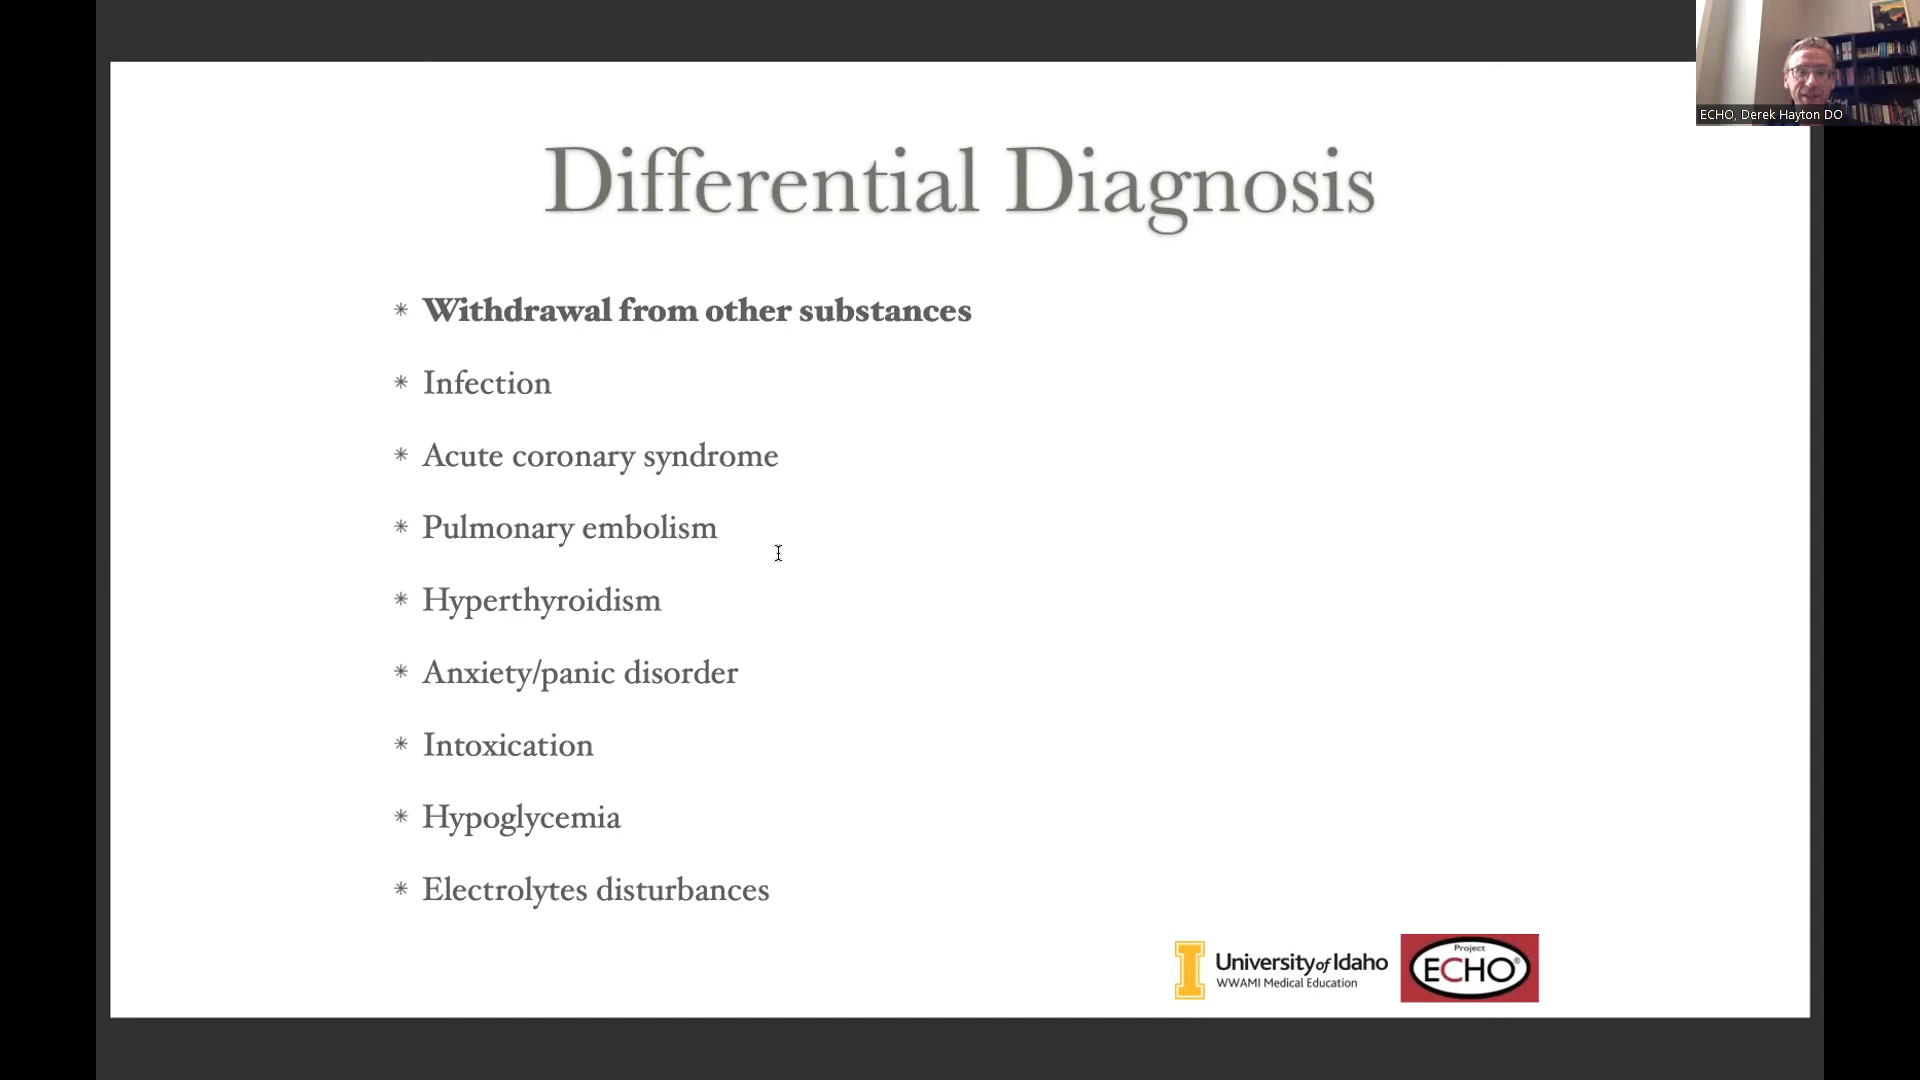 ECHO, Derek Hayton DO
Differential Diagnosis
* Withdrawal from other substances
* Infection
* Acute coronary syndrome
* Pulmonary embolism
* Hyperthyroidism
* Anxiety/panic disorder
* Intoxication
* Hypoglycemia
* Electrolytes disturbances
University of Idaho
WWAMI Medical Education
Project
ECHO®